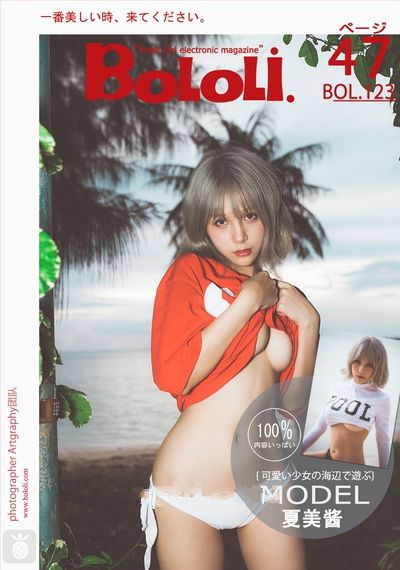 一番美しい時、来てください。
ページ
electronic magazine"
BoLoLi.
47
BOL.123
COOL
100%
内容いっぱい
{可愛い少女の海辺で遊ぶ}
MODEL
夏美酱
photographer Artgraphy团队
www.bololi.com